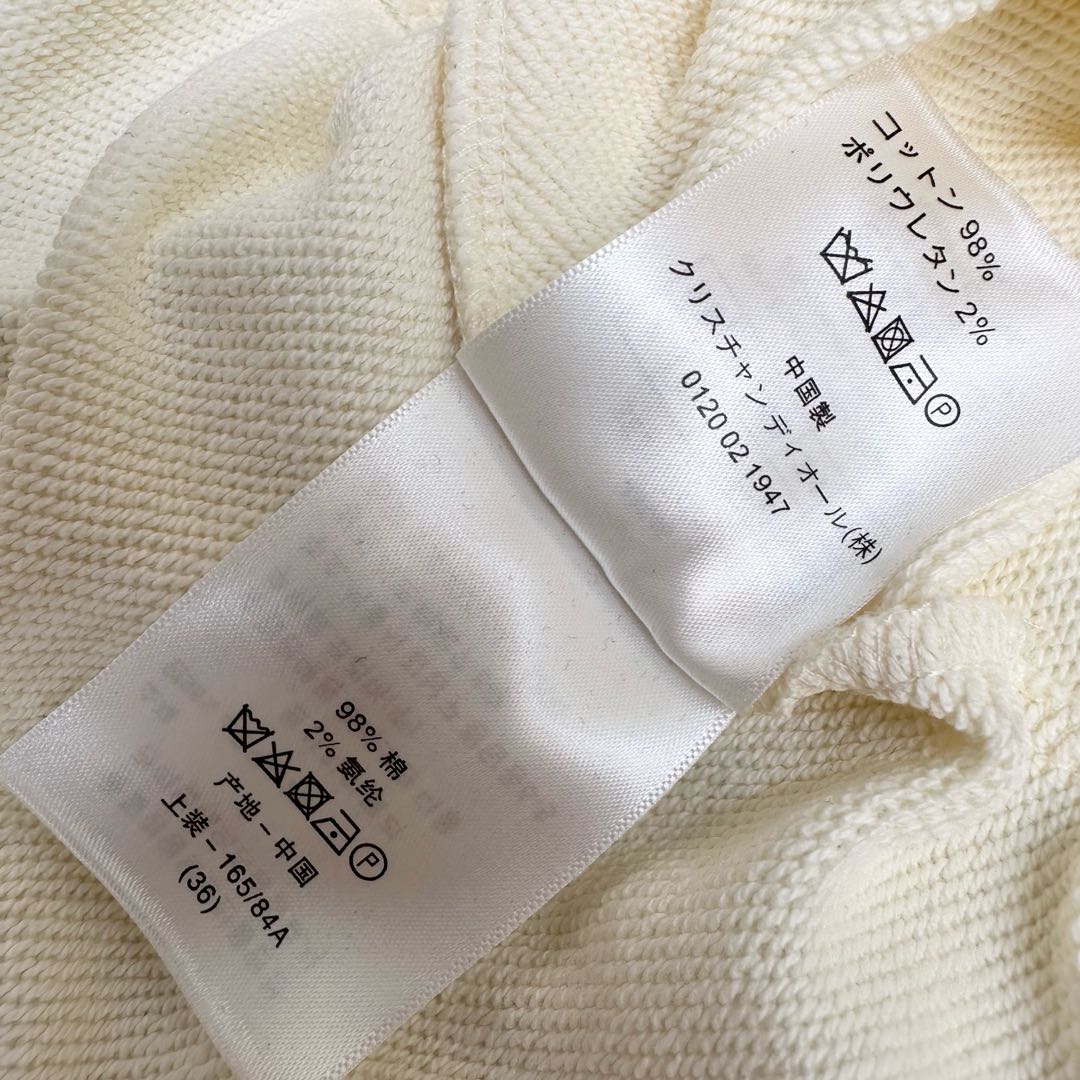 コットン 98%
ポリウレタン 2%
P
中国製
クリスチャン ディオール(株)
0120 02 1947
98% 棉
2% 氨纶
P
产地 – 中国
上装 – 165/84A
(36)